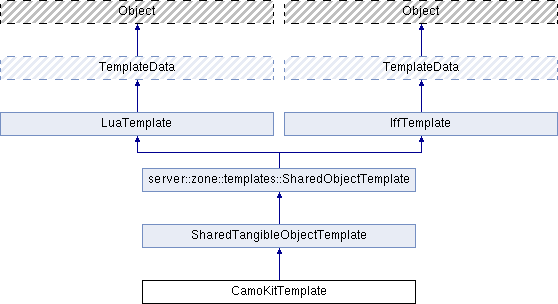 Object
Object
TemplateData
TemplateData
LuaTemplate
IffTemplate
server::zone::templates::SharedObjectTemplate
SharedTangibleObjectTemplate
CamoKitTemplate